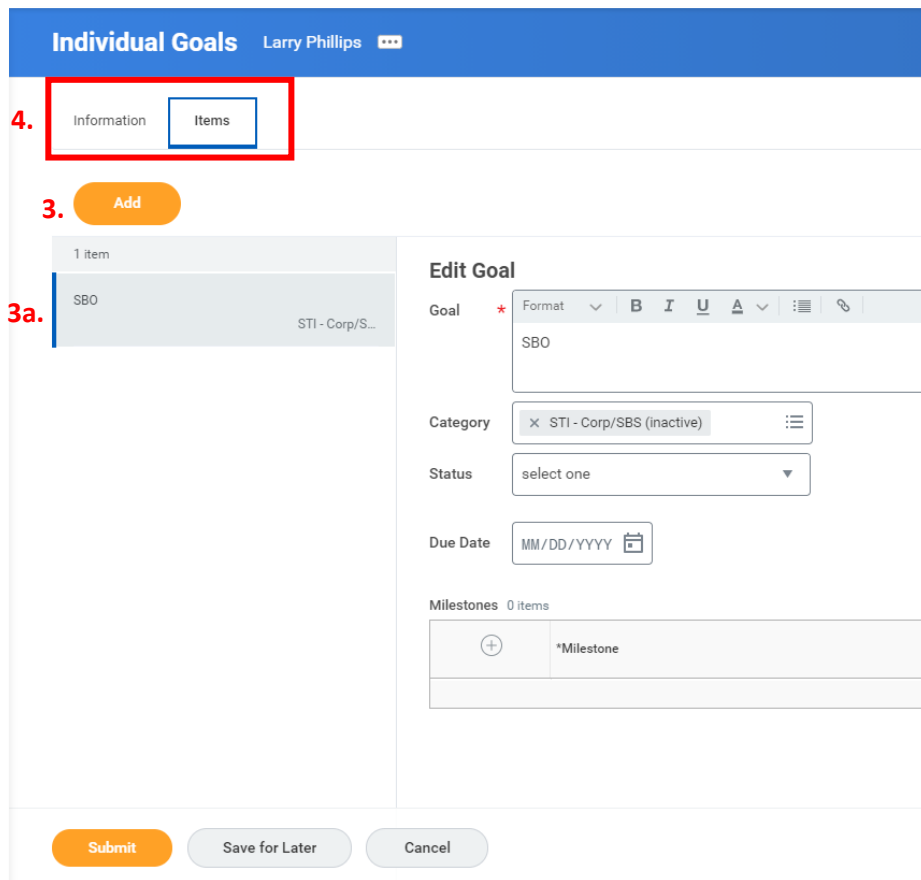 Individual Goals Larry Phillips
4. Information Items
3. Add
1 item
SBO
3a. STI - Corp/S...
Edit Goal
Goal * Format B I U A
SBO
Category × STI - Corp/SBS (inactive)
Status select one
Due Date MM/DD/YYYY
Milestones 0 items
*Milestone
Submit Save for Later Cancel